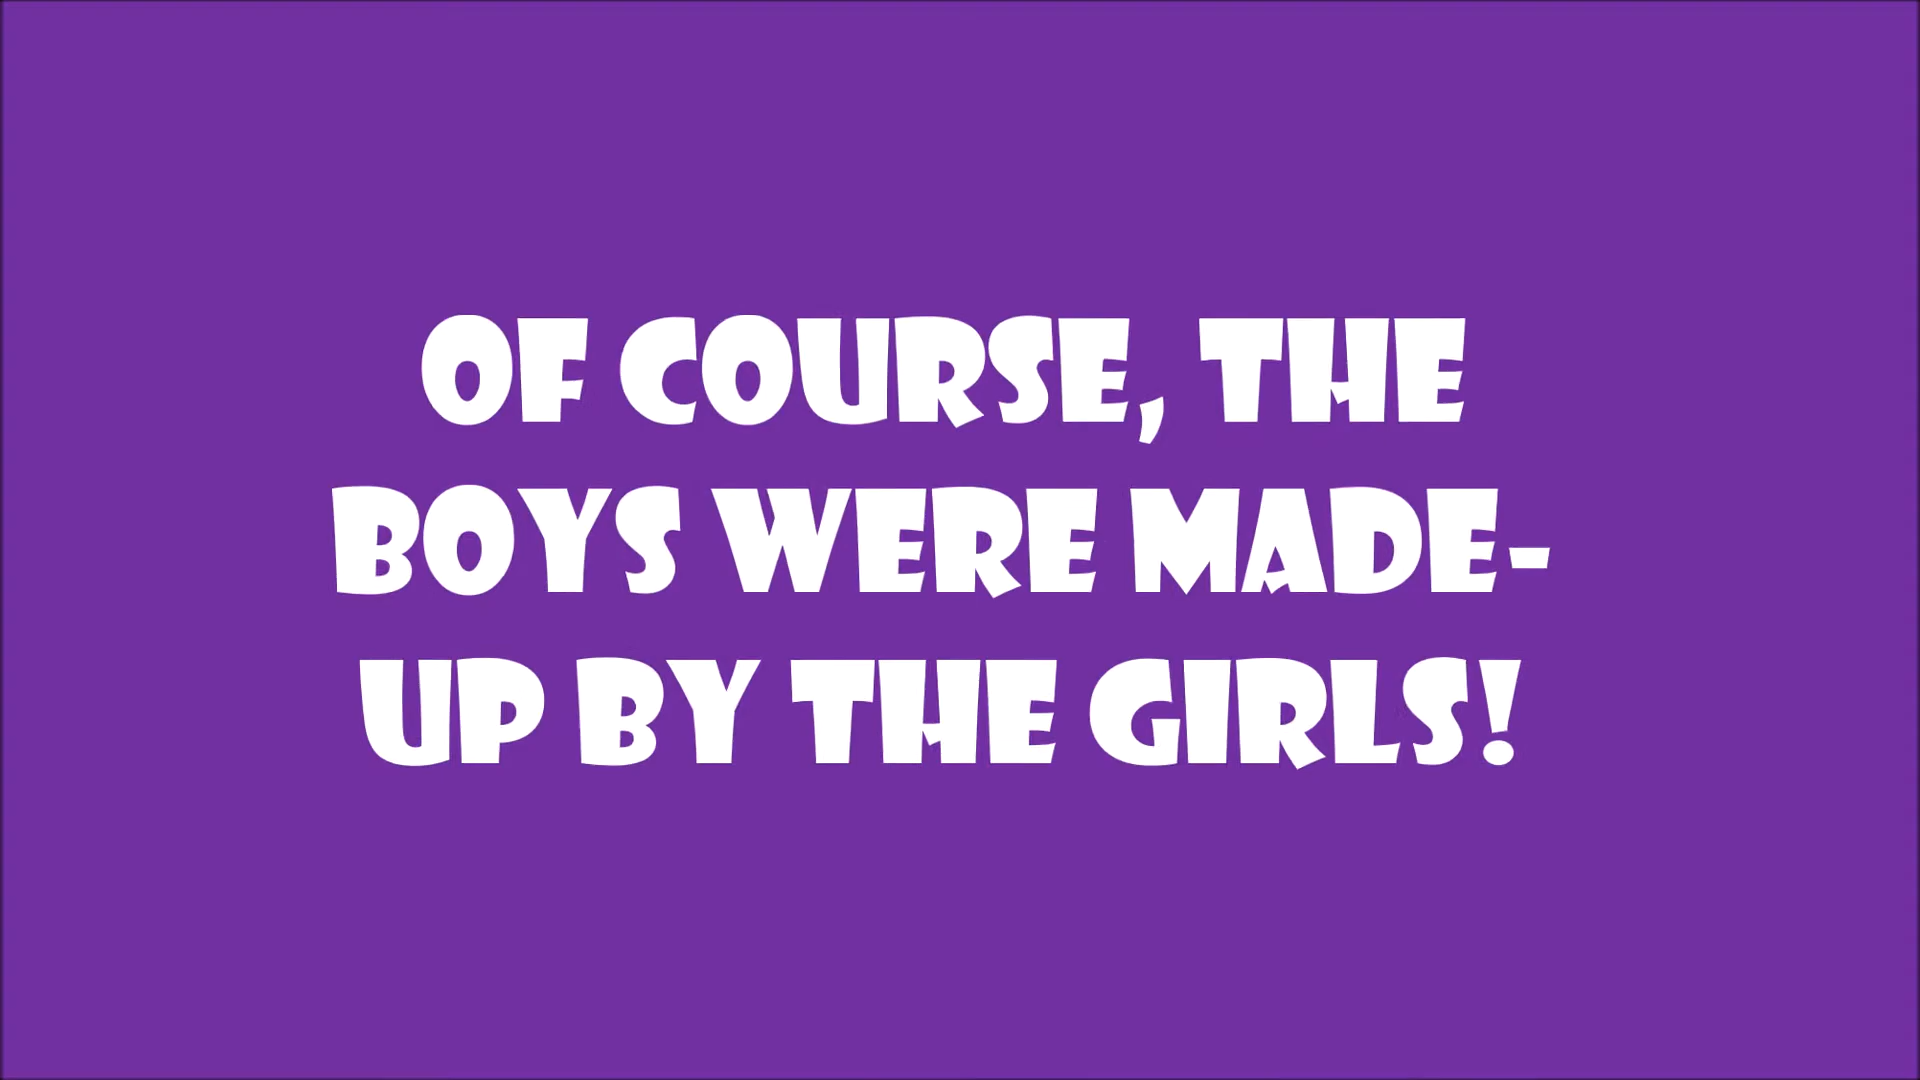 OF COURSE, THE
BOYS WERE MADE-
UP BY THE GIRLS!